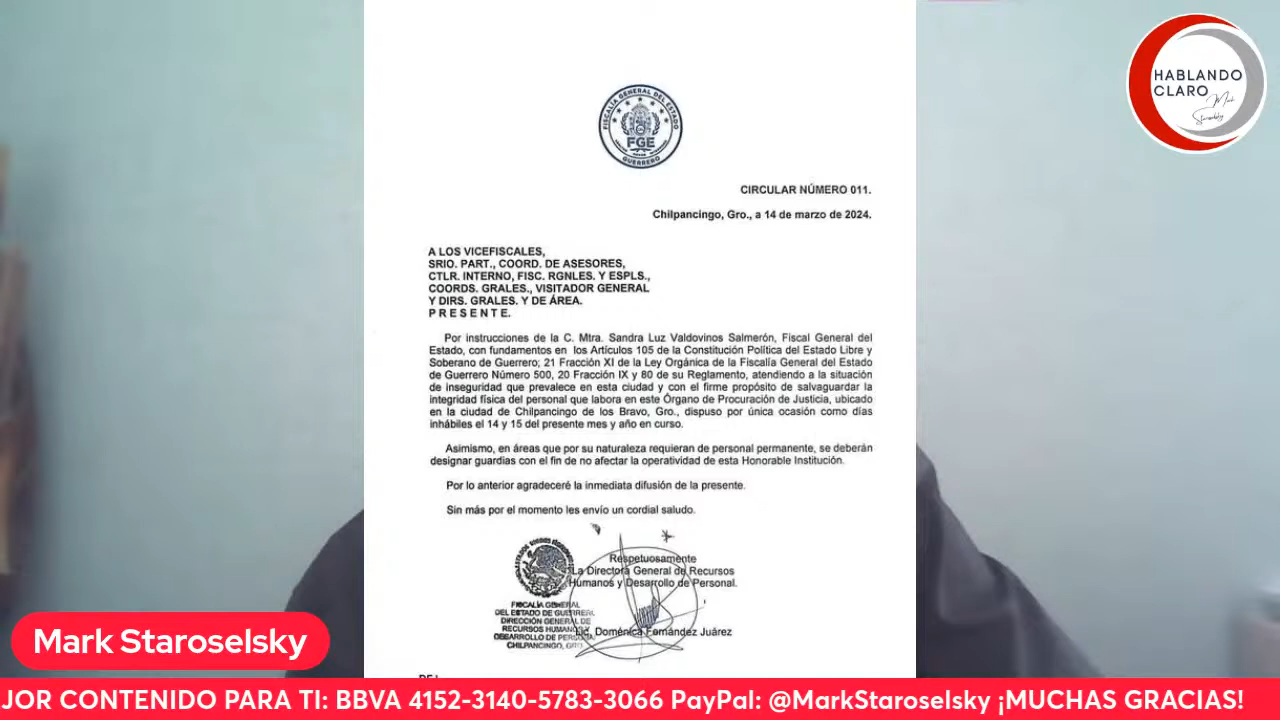 HABLANDO
CLARO
Mark
Staroselsky
FISCALÍA GENERAL DEL ESTADO
FGE
GUERRERO
CIRCULAR NÚMERO 011.
Chilpancingo, Gro., a 14 de marzo de 2024.
A LOS VICEFISCALES,
SRIO. PART., COORD. DE ASESORES,
CTLR. INTERNO, FISC. RGNLES. Y ESPLS.,
COORDS. GRALES., VISITADOR GENERAL
Y DIRS. GRALES. Y DE ÁREA.
P R E S E N T E.
Por instrucciones de la C. Mtra. Sandra Luz Valdovinos Salmerón, Fiscal General del
Estado, con fundamentos en los Artículos 105 de la Constitución Política del Estado Libre y
Soberano de Guerrero; 21 Fracción XI de la Ley Orgánica de la Fiscalía General del Estado
de Guerrero Número 500, 20 Fracción IX y 80 de su Reglamento, atendiendo a la situación
de inseguridad que prevalece en esta ciudad y con el firme propósito de salvaguardar la
integridad física del personal que labora en este Órgano de Procuración de Justicia, ubicado
en la ciudad de Chilpancingo de los Bravo, Gro., dispuso por única ocasión como días
inhábiles el 14 y 15 del presente mes y año en curso.
Asimismo, en áreas que por su naturaleza requieran de personal permanente, se deberán
designar guardias con el fin de no afectar la operatividad de esta Honorable Institución.
Por lo anterior agradeceré la inmediata difusión de la presente.
Sin más por el momento les envío un cordial saludo.
Respetuosamente
La Directora General de Recursos
Humanos y Desarrollo de Personal.
Lic. Doménica Fernández Juárez
FISCALÍA GENERAL
DEL ESTADO DE GUERRERO
DIRECCIÓN GENERAL DE
RECURSOS HUMANOS Y
DESARROLLO DE PERSONAL
CHILPANCINGO, GRO
Mark Staroselsky
JOR CONTENIDO PARA TI: BBVA 4152-3140-5783-3066 PayPal: @MarkStaroselsky ¡MUCHAS GRACIAS!